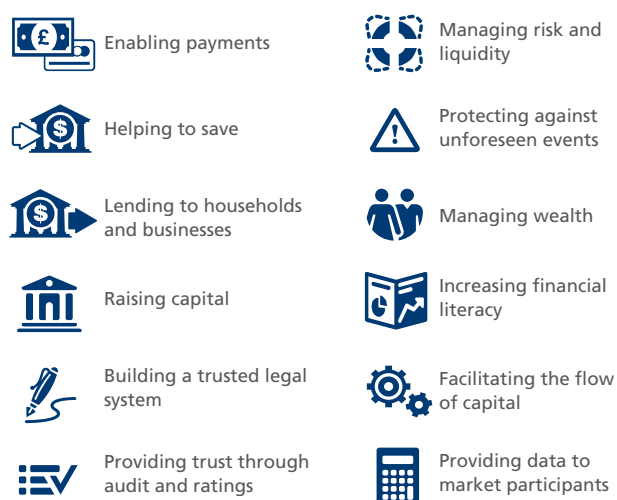 £
Enabling payments
$
Helping to save
$
Lending to households
and businesses
Raising capital
Building a trusted legal
system
Providing trust through
audit and ratings
Managing risk and
liquidity
!
Protecting against
unforeseen events
Managing wealth
Increasing financial
literacy
Facilitating the flow
of capital
Providing data to
market participants